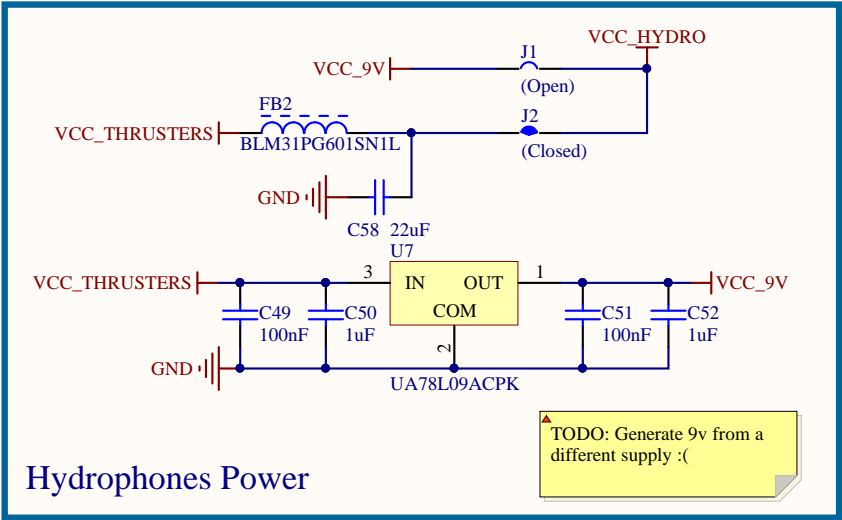 VCC_HYDRO
J1
VCC_9V
(Open)
FB2
J2
VCC_THRUSTERS
BLM31PG601SN1L
(Closed)
GND
C58 22uF
U7
VCC_THRUSTERS
3
IN OUT
1
VCC_9V
COM
C49
100nF
C50
1uF
C51
100nF
C52
1uF
2
GND
UA78L09ACPK
TODO: Generate 9v from a
different supply :(
Hydrophones Power